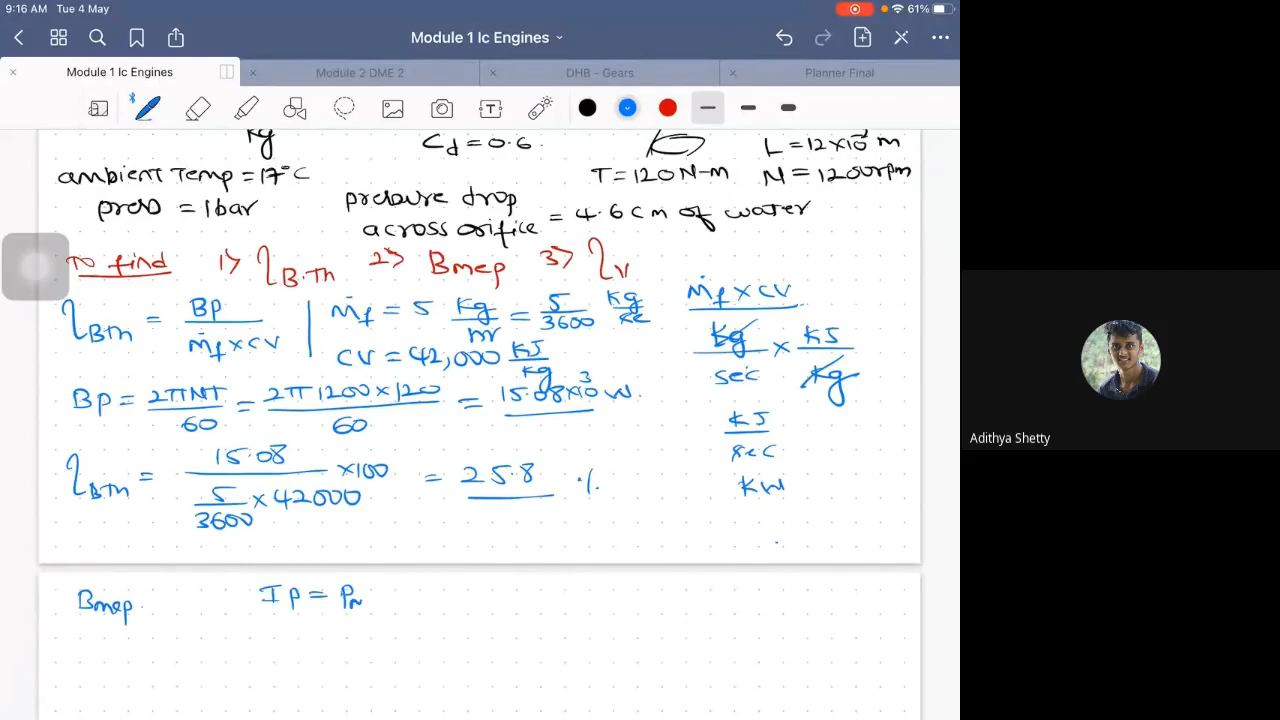 9:16 AM Tue 4 May
61%
Module 1 Ic Engines
Module 1 Ic Engines
Module 2 DME 2
DHB - Gears
Planner Final
kg
Cd = 0.6
L = 12×10⁻² m
ambient Temp = 17°C
T = 120 N-m
N = 1200rpm
press = 1bar
pressure drop across orifice = 4.6cm of water
To find 1> ηB.Th 2> Bmep 3> ηv
ηBth = BP / ṁf × CV
ṁf = 5 kg/hr = 5/3600 kg/sec
CV = 42,000 KJ/kg
ṁf × CV
kg/sec × KJ/kg
KJ/sec
KW
BP = 2πNT/60 = 2π 1200×120/60 = 15.08×10³ W.
ηBth = 15.08 / (5/3600 × 42000) ×100 = 25.8 %
Bmep. IP = Pm
Adithya Shetty